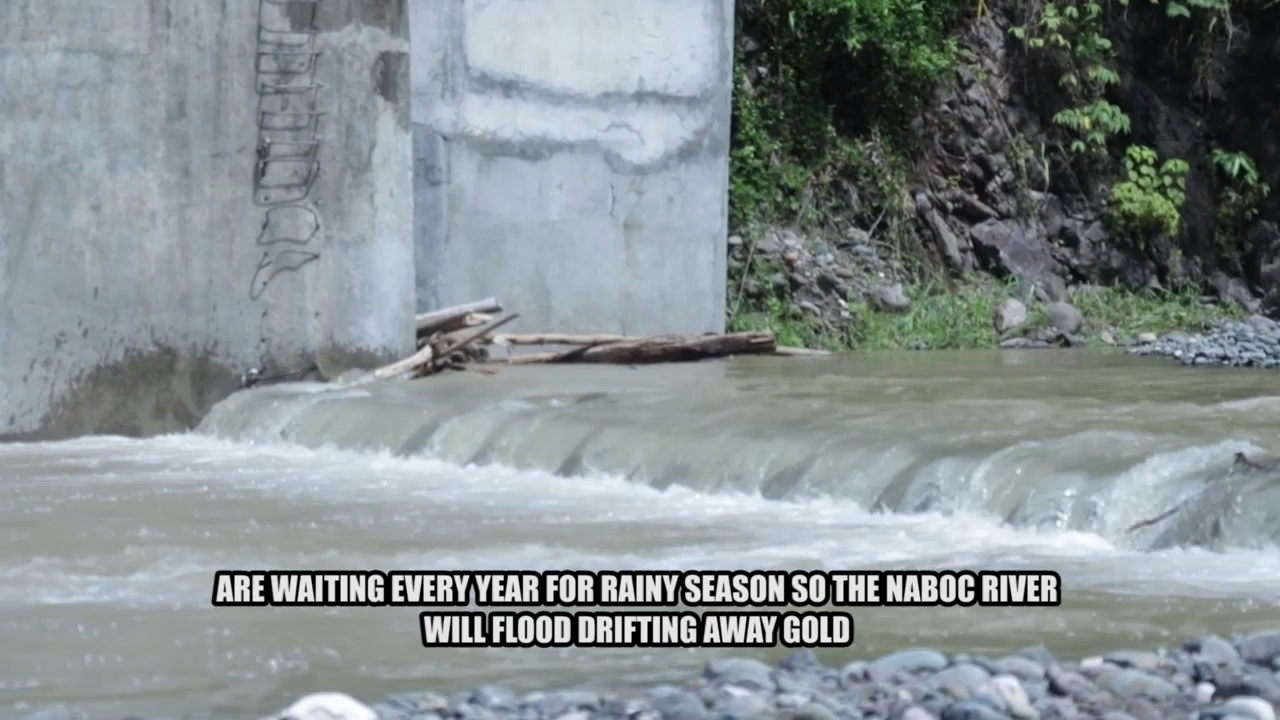 ARE WAITING EVERY YEAR FOR RAINY SEASON SO THE NABOC RIVER
WILL FLOOD DRIFTING AWAY GOLD